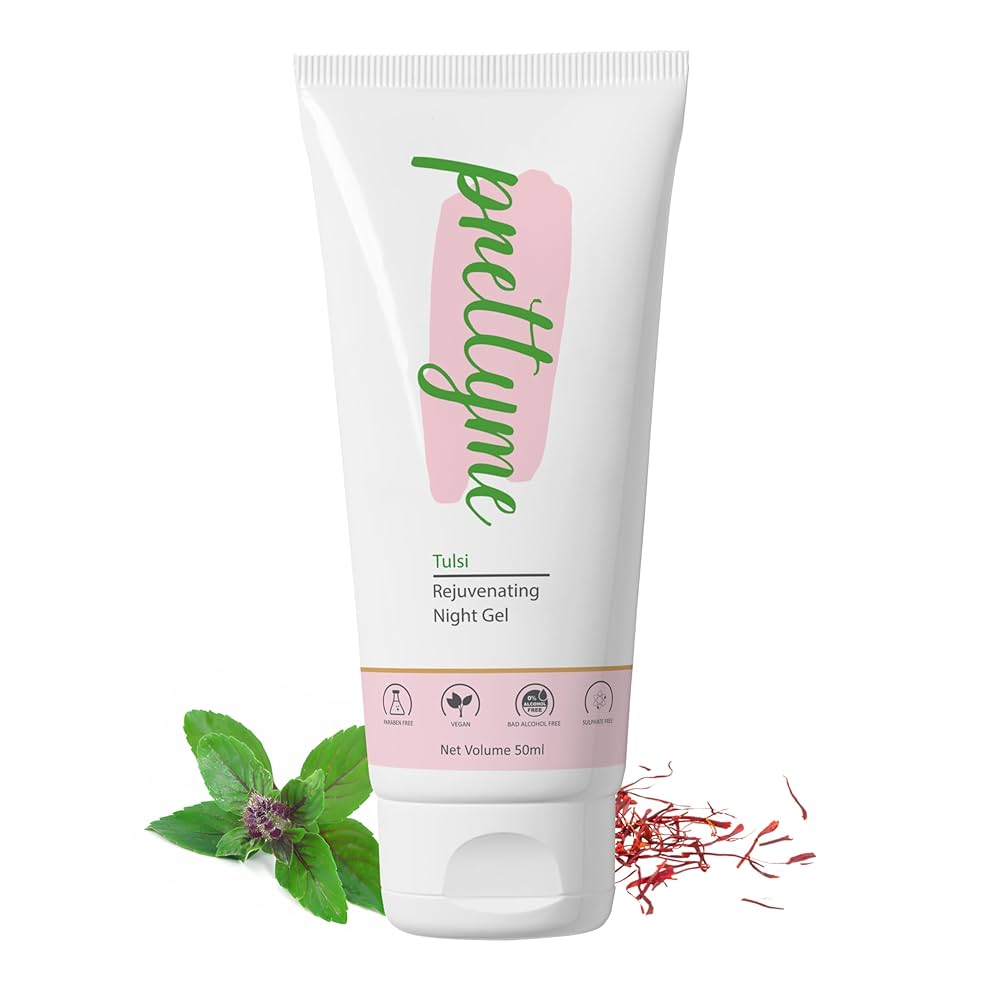 prettyme
Tulsi
Rejuvenating
Night Gel
PARABEN FREE
VEGAN
0%
ALCOHOL
FREE
BAD ALCOHOL FREE
SULPHATE FREE
Net Volume 50ml